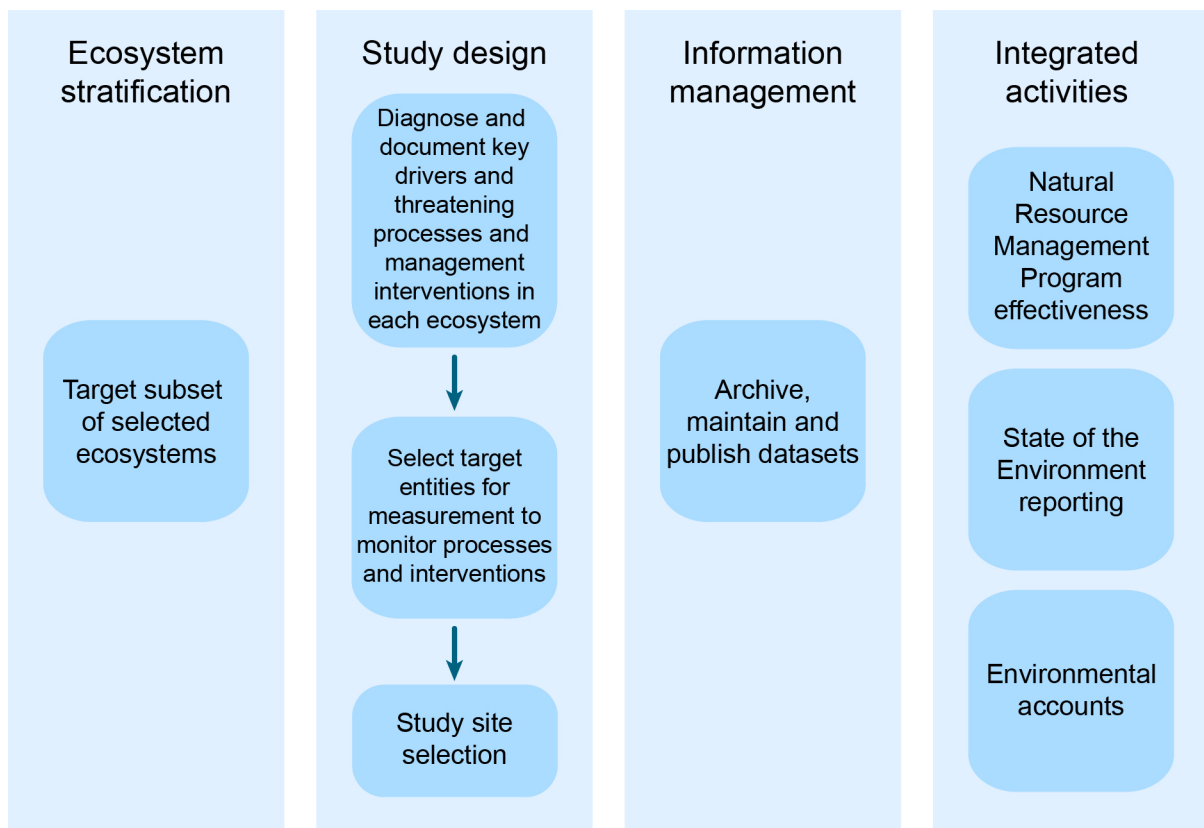 Ecosystem
stratification
Target subset
of selected
ecosystems
Study design
Diagnose and
document key
drivers and
threatening
processes and
management
interventions in
each ecosystem
Select target
entities for
measurement to
monitor processes
and interventions
Study site
selection
Information
management
Archive,
maintain and
publish datasets
Integrated
activities
Natural
Resource
Management
Program
effectiveness
State of the
Environment
reporting
Environmental
accounts